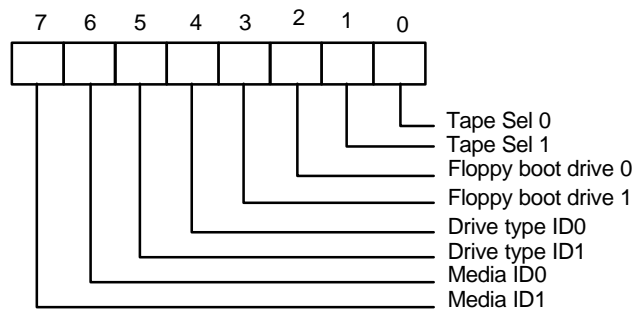 7 6 5 4 3 2 1 0
Tape Sel 0
Tape Sel 1
Floppy boot drive 0
Floppy boot drive 1
Drive type ID0
Drive type ID1
Media ID0
Media ID1